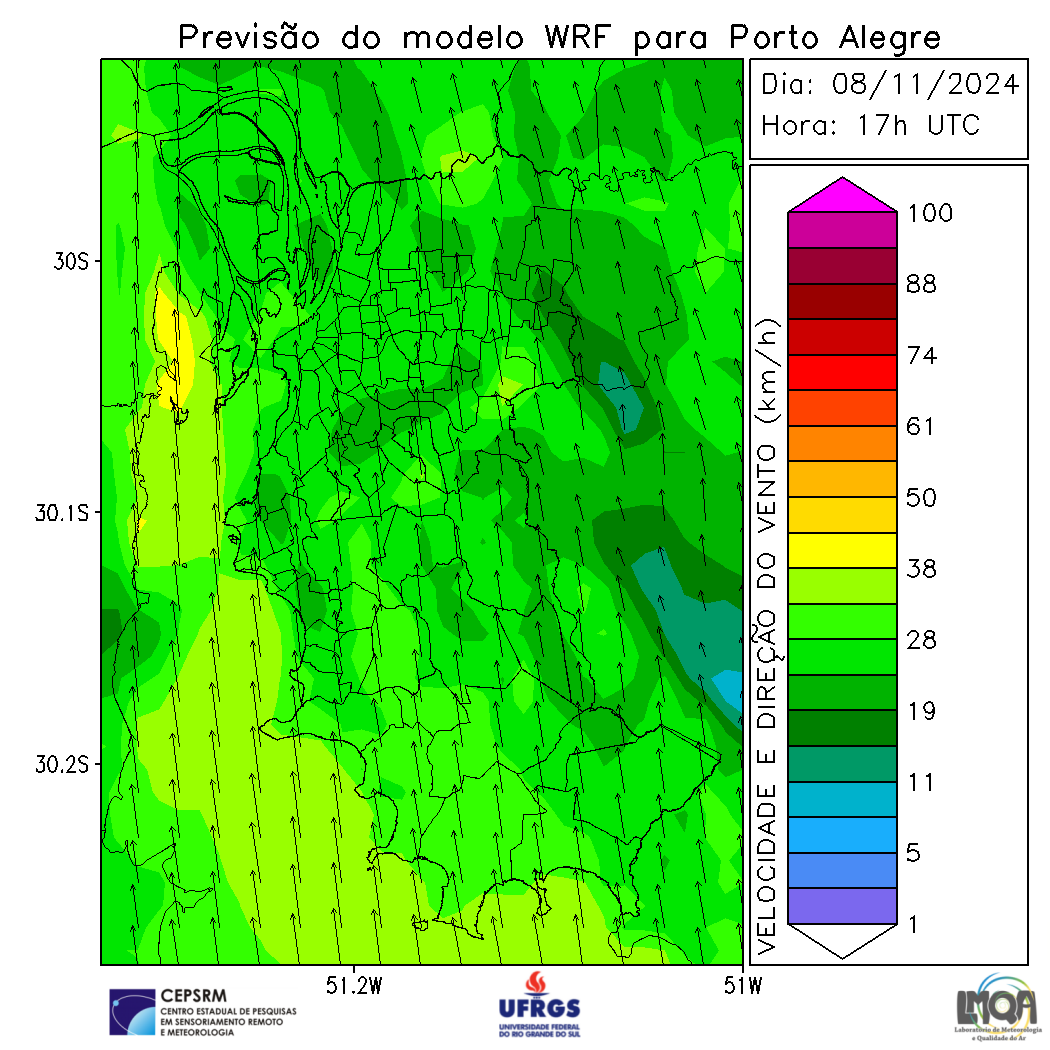 Previsão do modelo WRF para Porto Alegre
Dia: 08/11/2024
Hora: 17h UTC
30S
30.1S
30.2S
51.2W
51W
VELOCIDADE E DIREÇÃO DO VENTO (km/h)
100
88
74
61
50
38
28
19
11
5
1
CEPSRM
CENTRO ESTADUAL DE PESQUISAS
EM SENSORIAMENTO REMOTO
E METEOROLOGIA
UFRGS
UNIVERSIDADE FEDERAL
DO RIO GRANDE DO SUL
LMQA
Laboratório de Meteorologia
e Qualidade do Ar